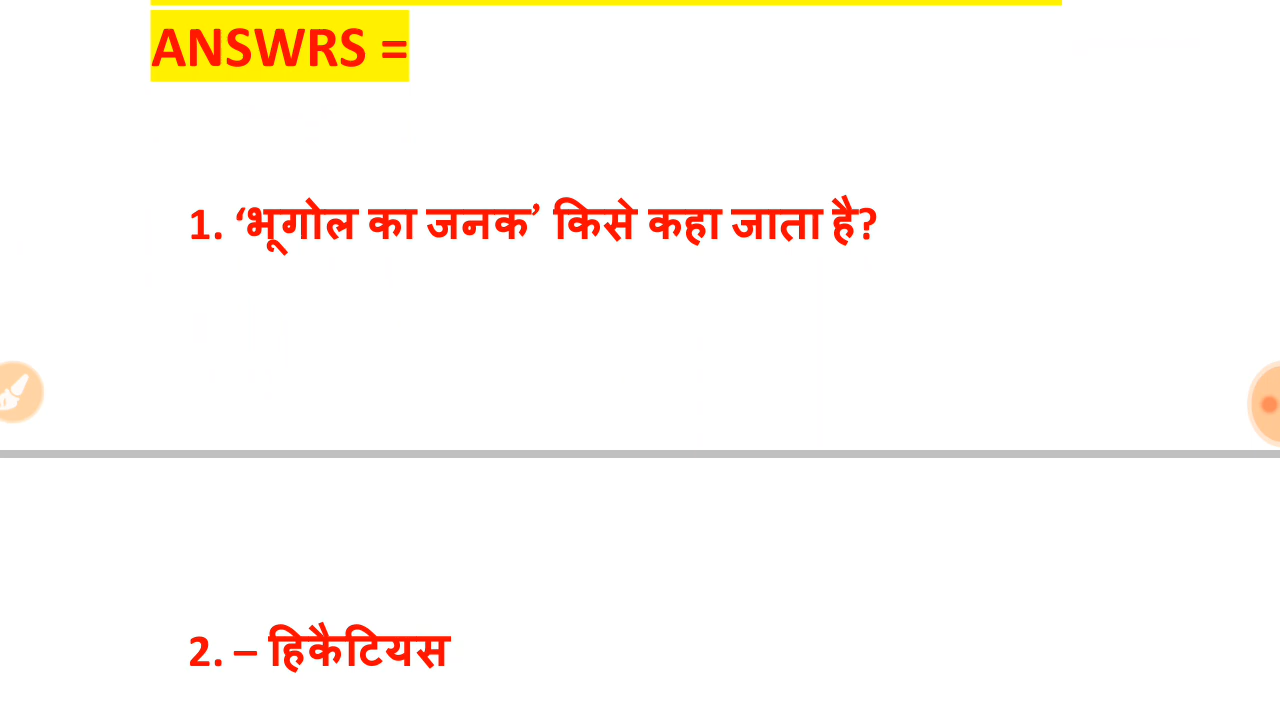 ANSWRS =
1. ‘भूगोल का जनक’ किसे कहा जाता है?
2. – हिकैटियस